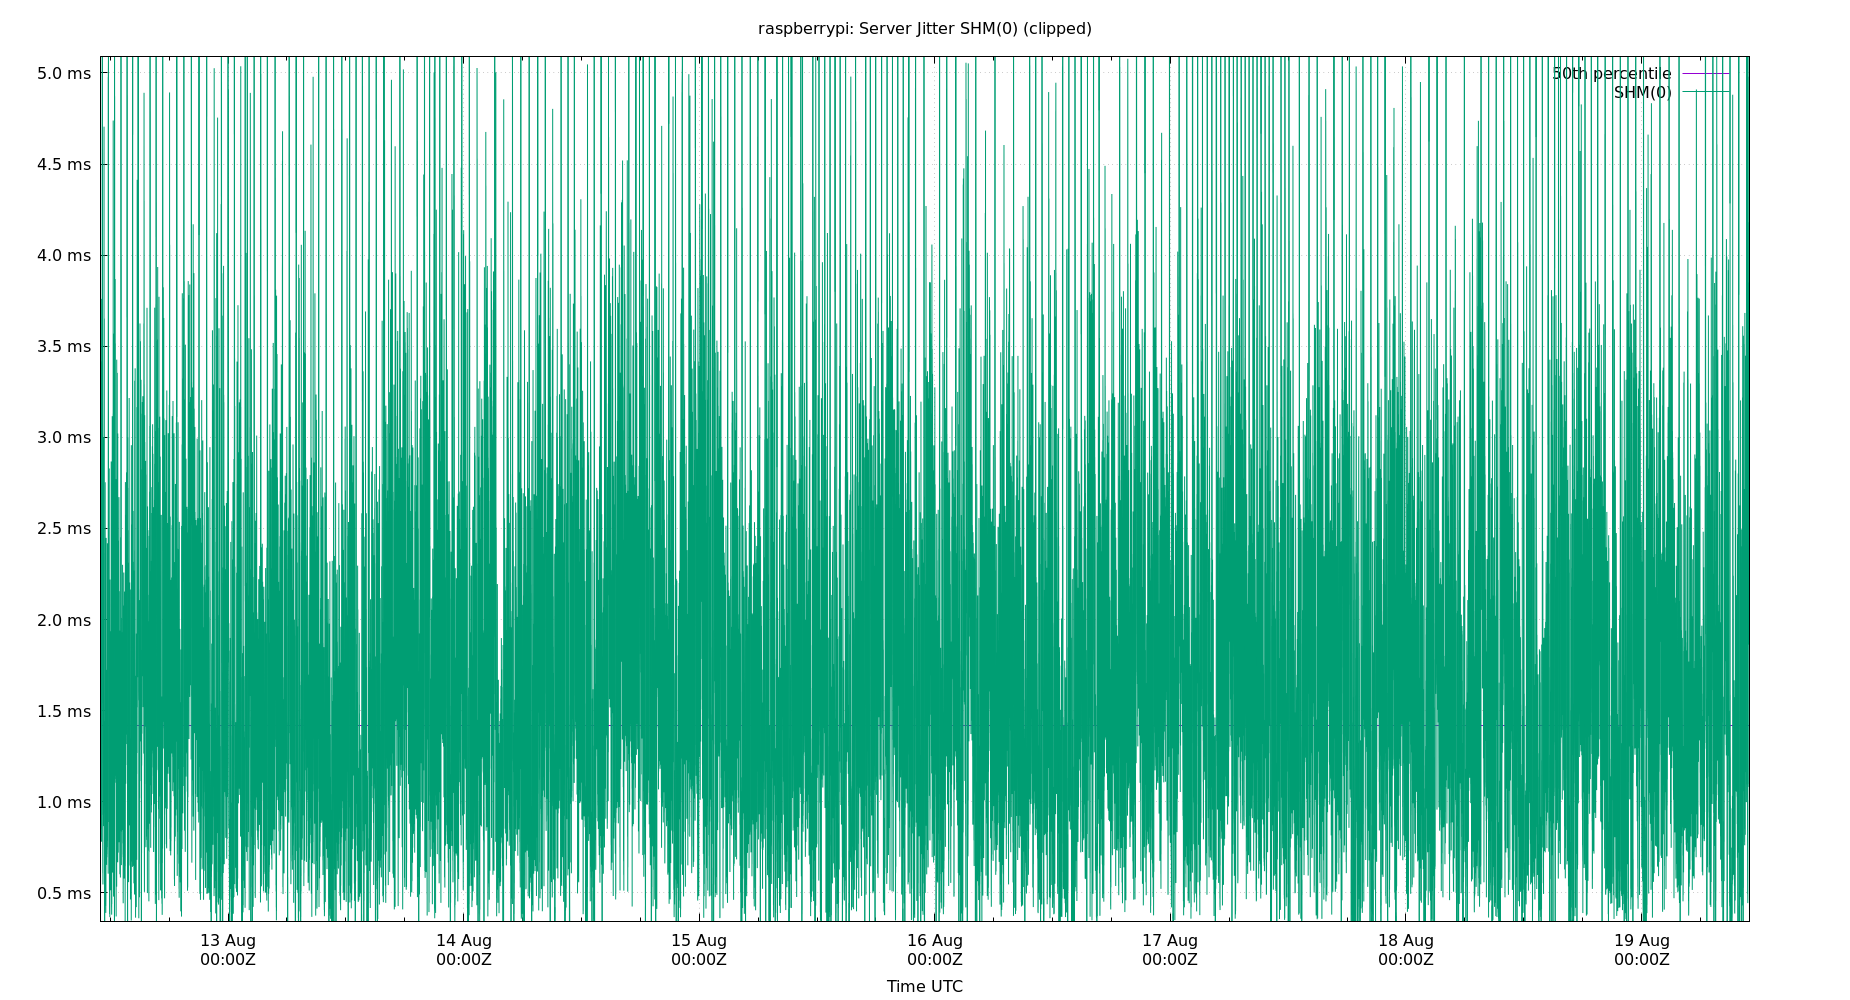 raspberrypi: Server Jitter SHM(0) (clipped)
5.0 ms
50th percentile
SHM(0)
4.5 ms
4.0 ms
3.5 ms
3.0 ms
2.5 ms
2.0 ms
1.5 ms
1.0 ms
0.5 ms
13 Aug 14 Aug 15 Aug 16 Aug 17 Aug 18 Aug 19 Aug
00:00Z 00:00Z 00:00Z 00:00Z 00:00Z 00:00Z 00:00Z
Time UTC